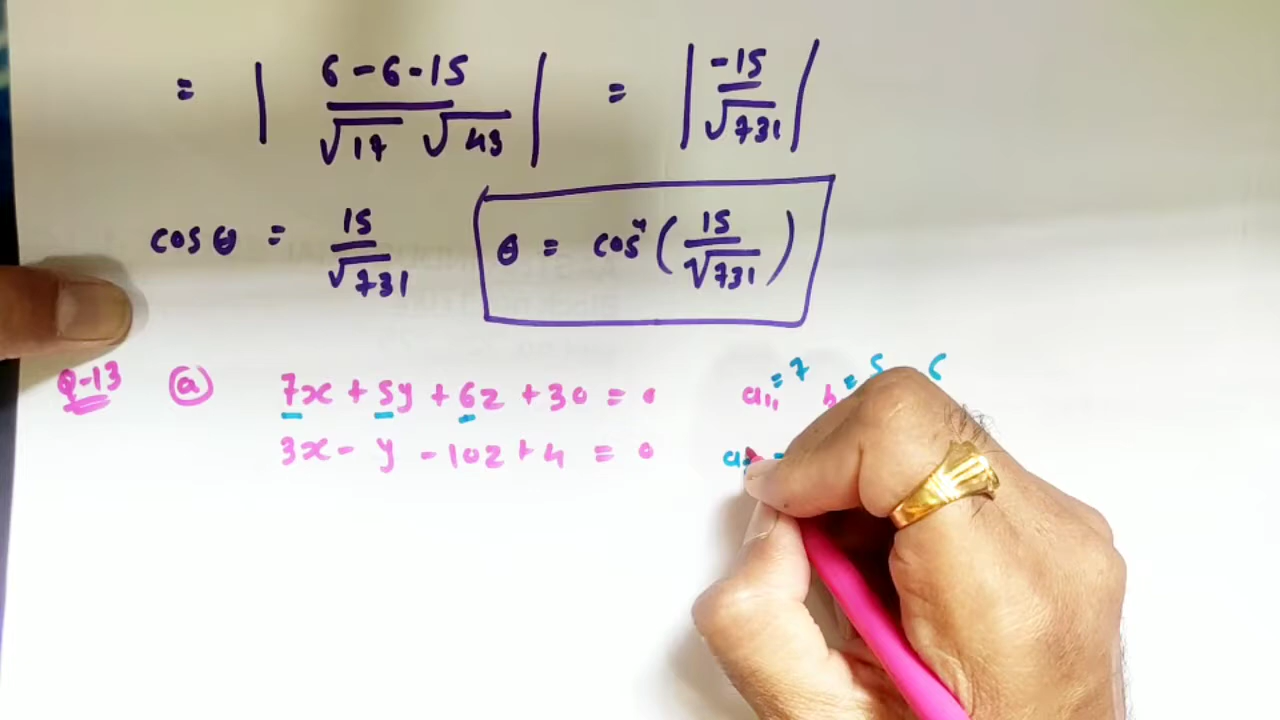 = | 6 - 6 - 15 / √17 √43 | = | -15 / √731 |
cos θ = 15 / √731 θ = cos⁻¹ ( 15 / √731 )
Q-13 (a) 7x + 5y + 6z + 30 = 0 a₁ = 7 b = 5 6
3x - y - 10z + 4 = 0 a =